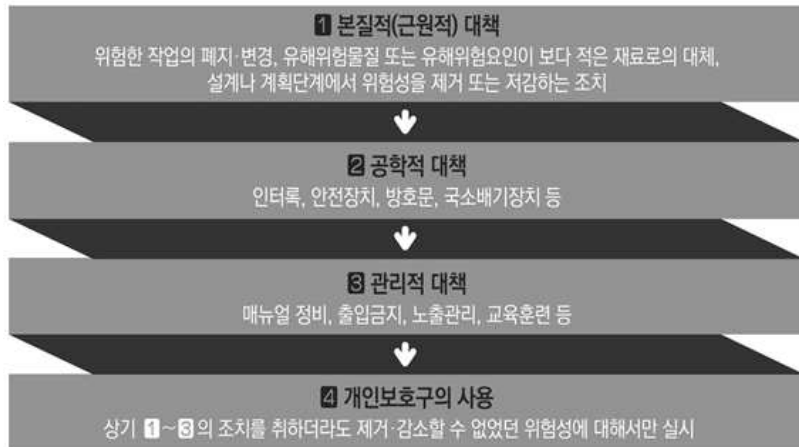 1 본질적(근원적) 대책
위험한 작업의 폐지·변경, 유해위험물질 또는 유해위험요인이 보다 적은 재료로의 대체,
설계나 계획단계에서 위험성을 제거 또는 저감하는 조치
2 공학적 대책
인터록, 안전장치, 방호문, 국소배기장치 등
3 관리적 대책
매뉴얼 정비, 출입금지, 노출관리, 교육훈련 등
4 개인보호구의 사용
상기 1~3의 조치를 취하더라도 제거·감소할 수 없었던 위험성에 대해서만 실시